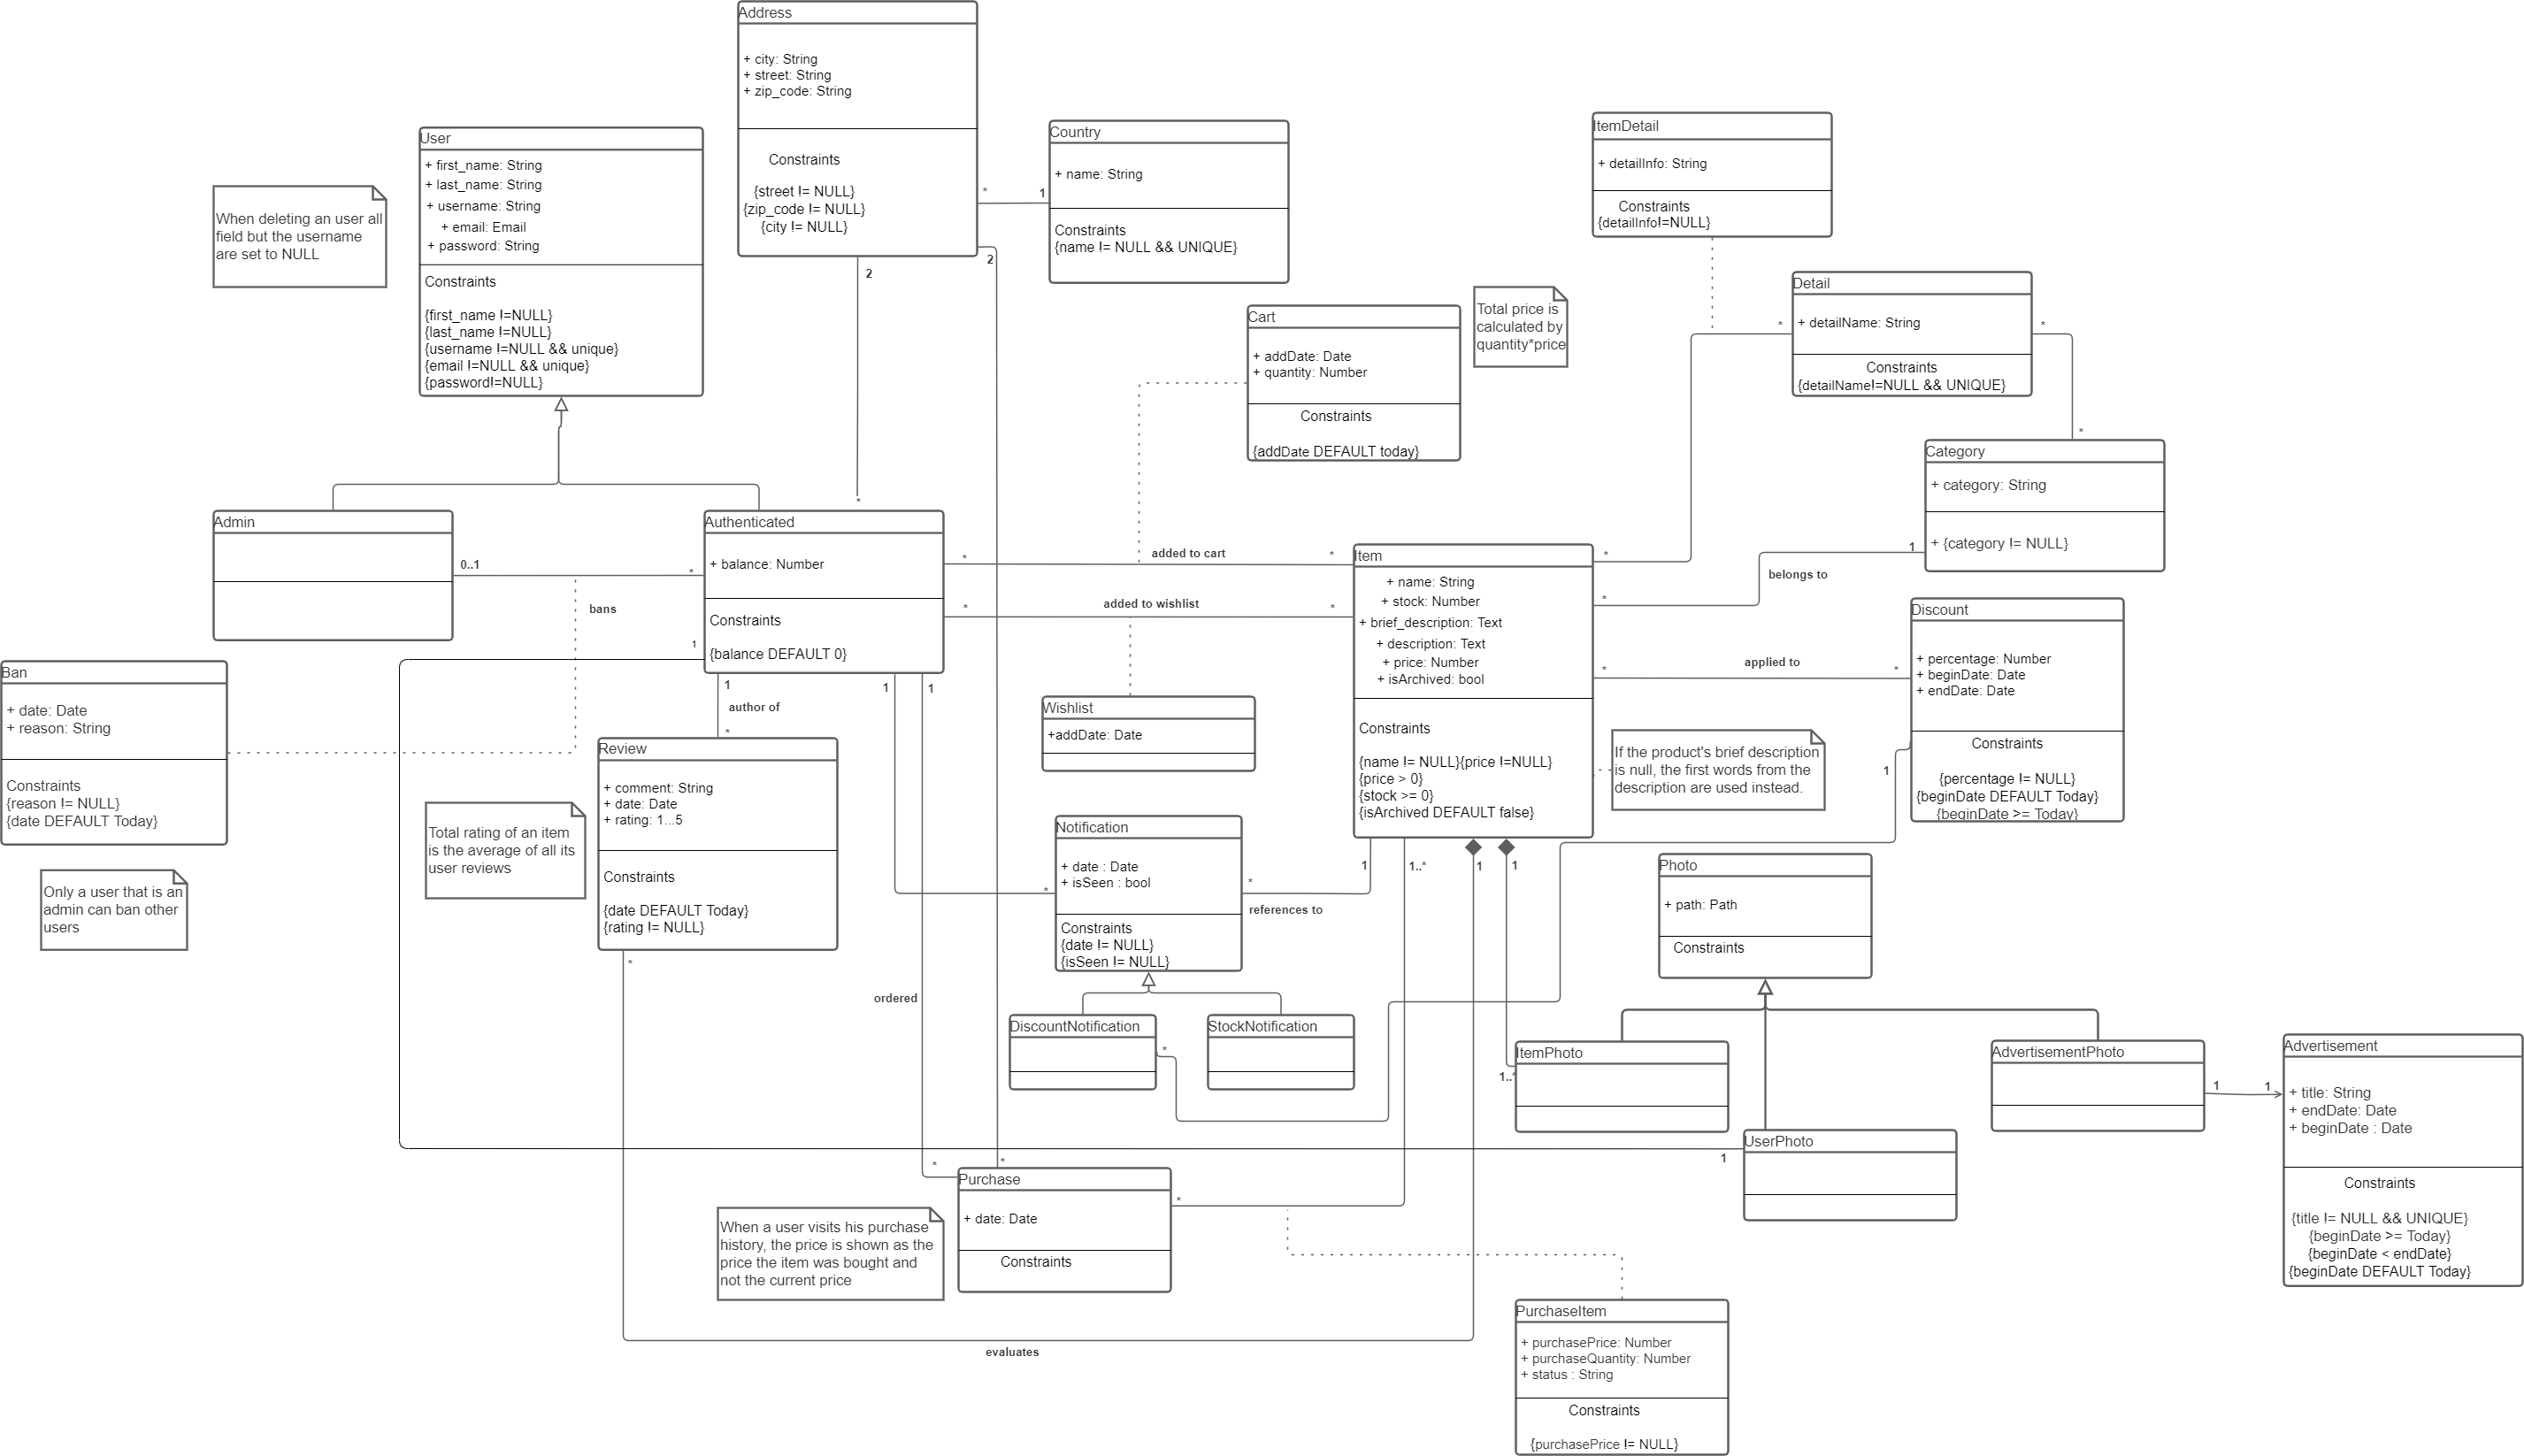 Address
+ city: String
+ street: String
+ zip_code: String
Constraints
{street != NULL}
{zip_code != NULL}
{city != NULL}
*
2
2
Country
+ name: String
Constraints
{name != NULL && UNIQUE}
1
ItemDetail
+ detailInfo: String
Constraints
{detailInfo!=NULL}
User
+ first_name: String
+ last_name: String
+ username: String
+ email: Email
+ password: String
Constraints
{first_name !=NULL}
{last_name !=NULL}
{username !=NULL && unique}
{email !=NULL && unique}
{password!=NULL}
When deleting an user all
field but the username
are set to NULL
Detail
+ detailName: String
Constraints
{detailName!=NULL && UNIQUE}
*
*
Cart
+ addDate: Date
+ quantity: Number
Constraints
{addDate DEFAULT today}
Total price is
calculated by
quantity*price
Category
+ category: String
+ {category != NULL}
*
1
belongs to
Admin
0..1
*
bans
Authenticated
+ balance: Number
Constraints
{balance DEFAULT 0}
*
1
1
1
1
* added to cart *
* added to wishlist *
Item
+ name: String
+ stock: Number
+ brief_description: Text
+ description: Text
+ price: Number
+ isArchived: bool
Constraints
{name != NULL}{price !=NULL}
{price > 0}
{stock >= 0}
{isArchived DEFAULT false}
*
*
* applied to *
1
1..*
1
1
Discount
+ percentage: Number
+ beginDate: Date
+ endDate: Date
Constraints
{percentage != NULL}
{beginDate DEFAULT Today}
{beginDate >= Today}
1
If the product's brief description
is null, the first words from the
description are used instead.
Ban
+ date: Date
+ reason: String
Constraints
{reason != NULL}
{date DEFAULT Today}
Only a user that is an
admin can ban other
users
author of
*
Review
+ comment: String
+ date: Date
+ rating: 1...5
Constraints
{date DEFAULT Today}
{rating != NULL}
*
Total rating of an item
is the average of all its
user reviews
Wishlist
+addDate: Date
Notification
+ date : Date
+ isSeen : bool
Constraints
{date != NULL}
{isSeen != NULL}
*
*
references to
DiscountNotification
*
StockNotification
Photo
+ path: Path
Constraints
ItemPhoto
1..*
AdvertisementPhoto
1
1
Advertisement
+ title: String
+ endDate: Date
+ beginDate : Date
Constraints
{title != NULL && UNIQUE}
{beginDate >= Today}
{beginDate < endDate}
{beginDate DEFAULT Today}
UserPhoto
1
ordered
*
*
Purchase
+ date: Date
Constraints
*
When a user visits his purchase
history, the price is shown as the
price the item was bought and
not the current price
evaluates
PurchaseItem
+ purchasePrice: Number
+ purchaseQuantity: Number
+ status : String
Constraints
{purchasePrice != NULL}